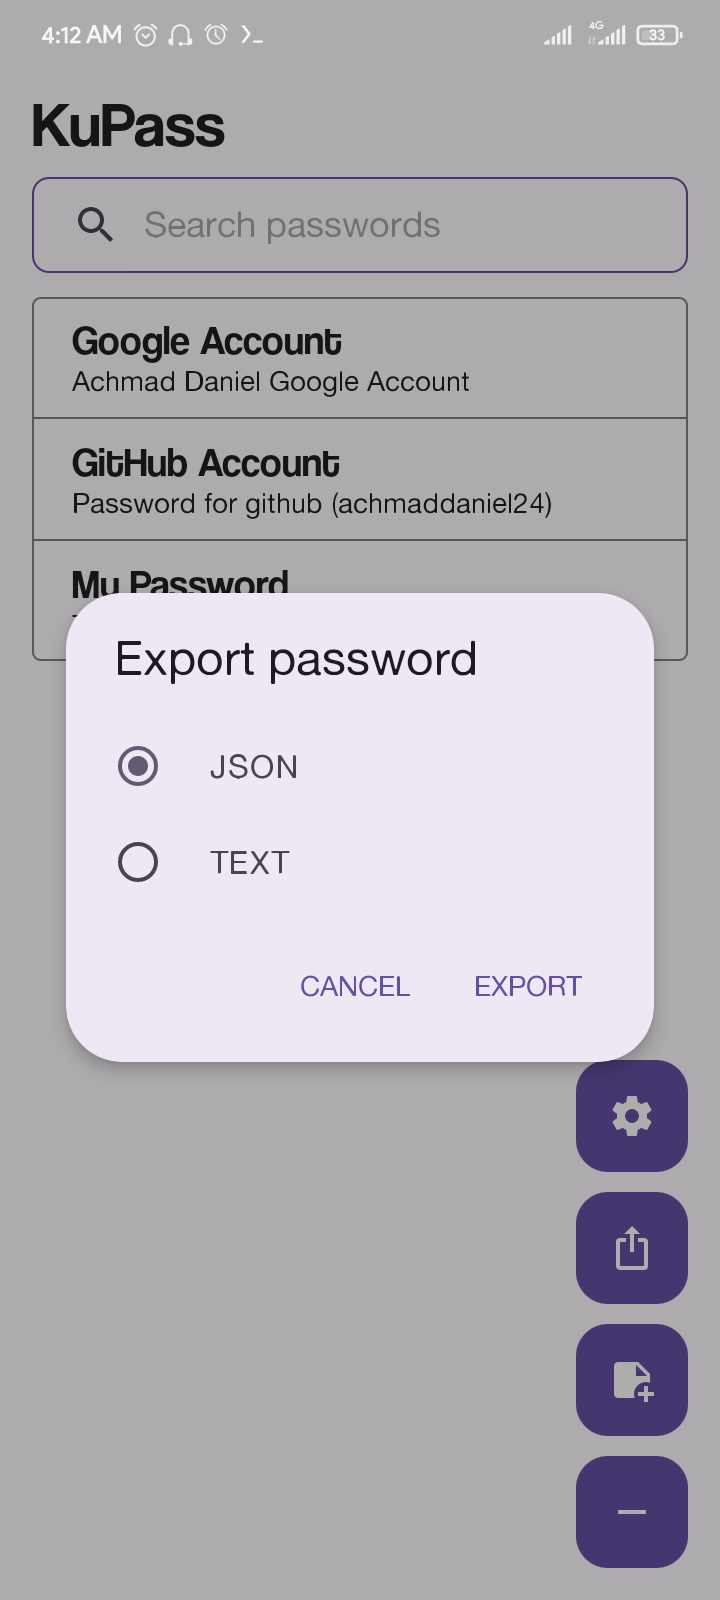 4:12 AM
4G
33
KuPass
Search passwords
Google Account
Achmad Daniel Google Account
GitHub Account
Password for github (achmaddaniel24)
My Password
Export password
JSON
TEXT
CANCEL
EXPORT